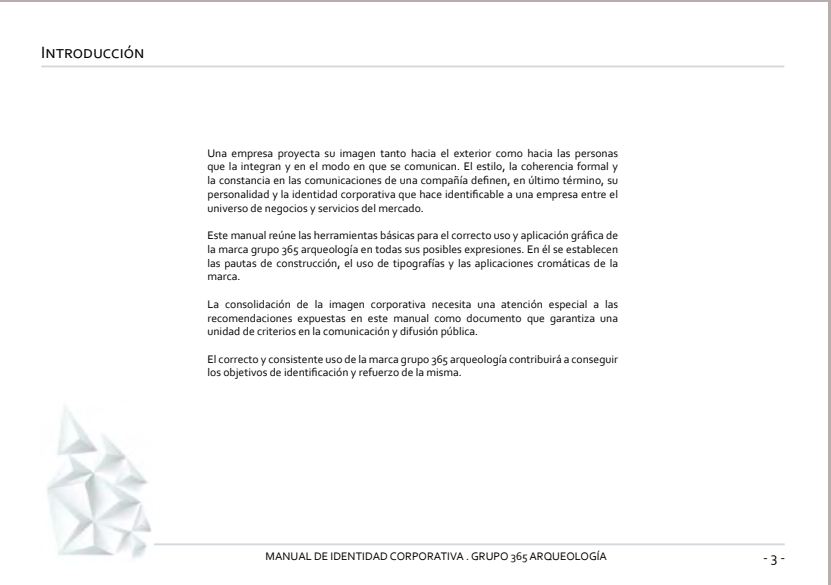 Introducción
Una empresa proyecta su imagen tanto hacia el exterior como hacia las personas
que la integran y en el modo en que se comunican. El estilo, la coherencia formal y
la constancia en las comunicaciones de una compañía definen, en último término, su
personalidad y la identidad corporativa que hace identificable a una empresa entre el
universo de negocios y servicios del mercado.
Este manual reúne las herramientas básicas para el correcto uso y aplicación gráfica de
la marca grupo 365 arqueología en todas sus posibles expresiones. En él se establecen
las pautas de construcción, el uso de tipografías y las aplicaciones cromáticas de la
marca.
La consolidación de la imagen corporativa necesita una atención especial a las
recomendaciones expuestas en este manual como documento que garantiza una
unidad de criterios en la comunicación y difusión pública.
El correcto y consistente uso de la marca grupo 365 arqueología contribuirá a conseguir
los objetivos de identificación y refuerzo de la misma.
MANUAL DE IDENTIDAD CORPORATIVA . GRUPO 365 ARQUEOLOGÍA
- 3 -